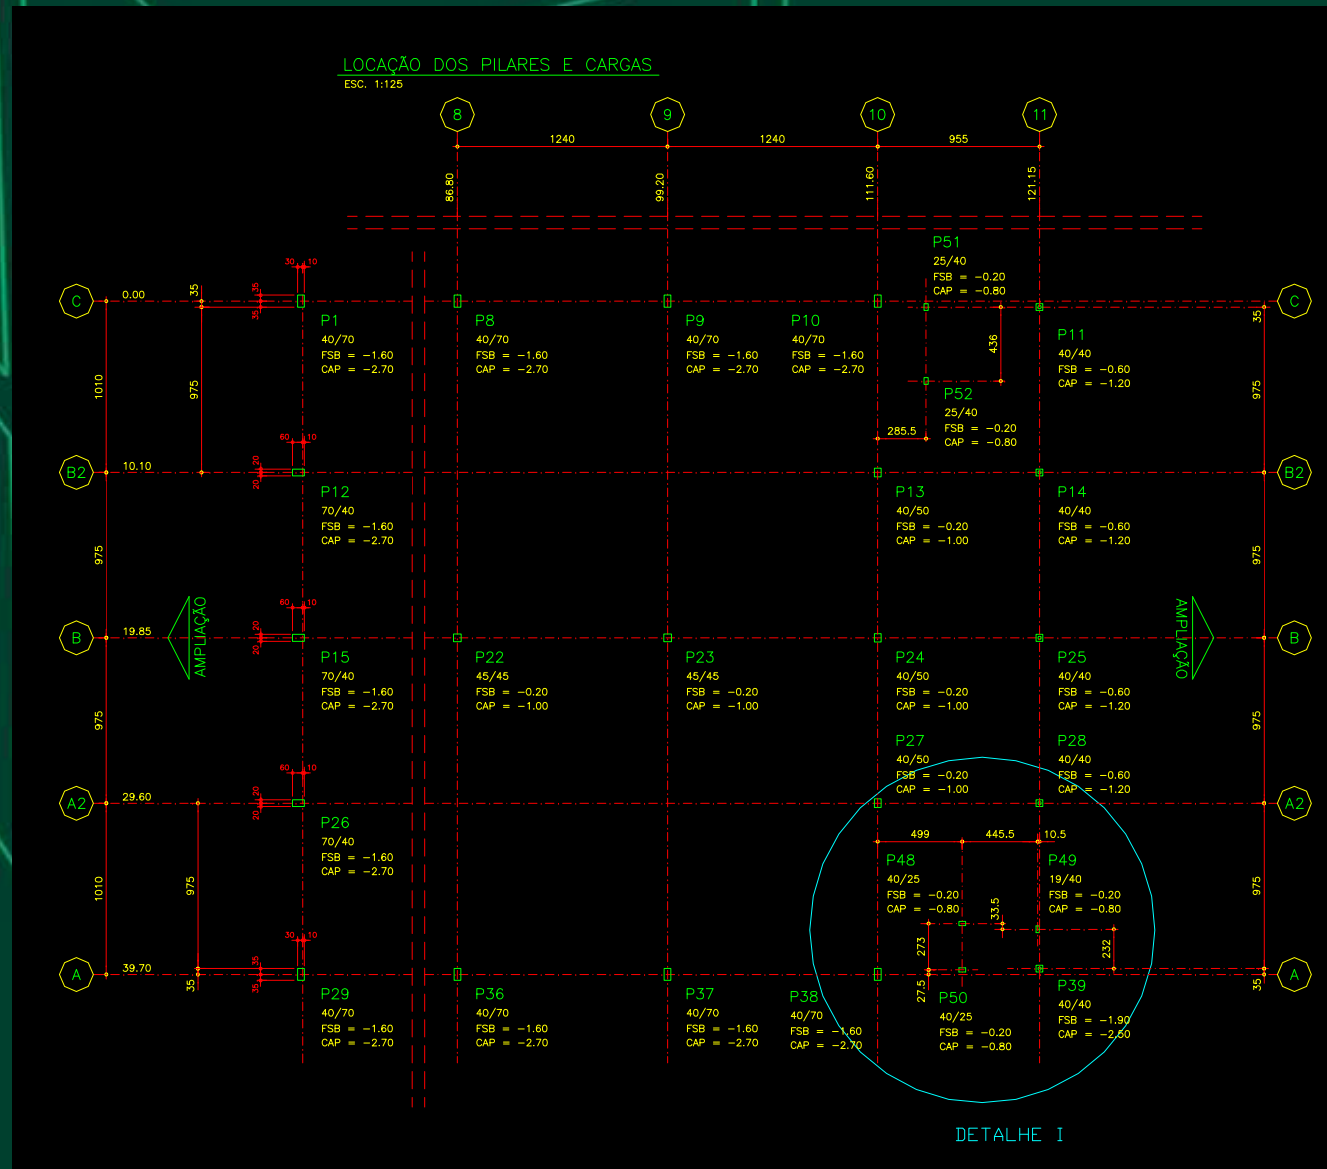 LOCAÇÃO DOS PILARES E CARGAS
ESC. 1:125
8
9
10
11
1240
1240
955
86.80
99.20
111.60
121.15
P51
25/40
FSB = -0.20
CAP = -0.80
30
10
35
35
35
C
0.00
C
35
P1
40/70
FSB = -1.60
CAP = -2.70
P8
40/70
FSB = -1.60
CAP = -2.70
P9
40/70
FSB = -1.60
CAP = -2.70
P10
40/70
FSB = -1.60
CAP = -2.70
436
P11
40/40
FSB = -0.60
CAP = -1.20
1010
975
975
P52
25/40
FSB = -0.20
CAP = -0.80
285.5
60
10
20
20
B2
10.10
B2
P12
70/40
FSB = -1.60
CAP = -2.70
P13
40/50
FSB = -0.20
CAP = -1.00
P14
40/40
FSB = -0.60
CAP = -1.20
975
975
AMPLIAÇÃO
AMPLIAÇÃO
60
10
20
20
B
19.85
B
P15
70/40
FSB = -1.60
CAP = -2.70
P22
45/45
FSB = -0.20
CAP = -1.00
P23
45/45
FSB = -0.20
CAP = -1.00
P24
40/50
FSB = -0.20
CAP = -1.00
P25
40/40
FSB = -0.60
CAP = -1.20
975
975
P27
40/50
FSB = -0.20
CAP = -1.00
P28
40/40
FSB = -0.60
CAP = -1.20
60
10
20
20
A2
29.60
A2
P26
70/40
FSB = -1.60
CAP = -2.70
499
445.5
10.5
P48
40/25
FSB = -0.20
CAP = -0.80
P49
19/40
FSB = -0.20
CAP = -0.80
1010
975
975
33.5
273
232
27.5
30
10
35
35
35
A
39.70
A
35
P29
40/70
FSB = -1.60
CAP = -2.70
P36
40/70
FSB = -1.60
CAP = -2.70
P37
40/70
FSB = -1.60
CAP = -2.70
P38
40/70
FSB = -1.60
CAP = -2.70
P50
40/25
FSB = -0.20
CAP = -0.80
P39
40/40
FSB = -1.90
CAP = -2.50
DETALHE I